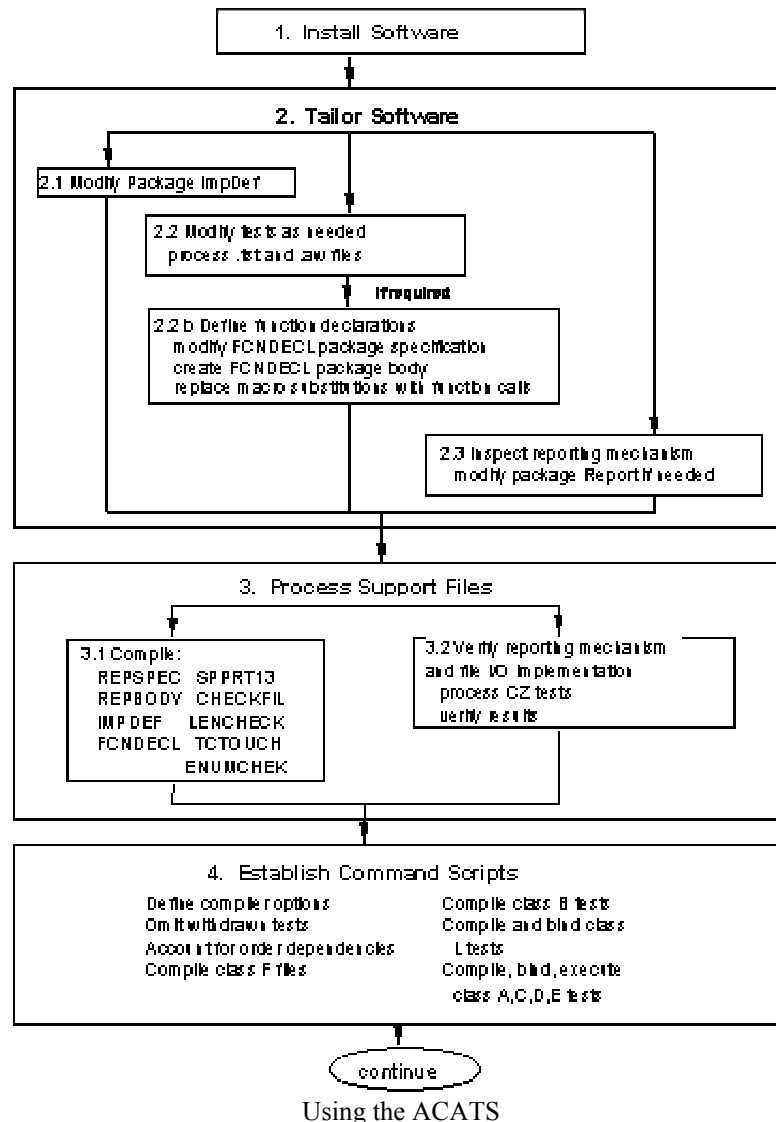 1. Install Software
2. Tailor Software
2.1 Modify Package ImpDef
2.2 Modify tests as needed
process .tst and .aw files
if required
2.2 b Define function declarations
modify FCNDECL package specification
create FCNDECL package body
replace macro substitutions with function calls
2.3 Inspect reporting mechanism
modify package Report if needed
3. Process Support Files
3.1 Compile:
REPSPEC SPPRT13
REPBODY CHECKFIL
IMPDEF LENCHECK
FCNDECL TCTOUCH
ENUMCHEK
3.2 Verify reporting mechanism
and file I/O implementation
process CZ tests
verify results
4. Establish Command Scripts
Define compiler options
Omit withdrawn tests
Account for order dependencies
Compile class F files
Compile class B tests
Compile and bind class
L tests
Compile, bind, execute
class A,C,D,E tests
continue
Using the ACATS